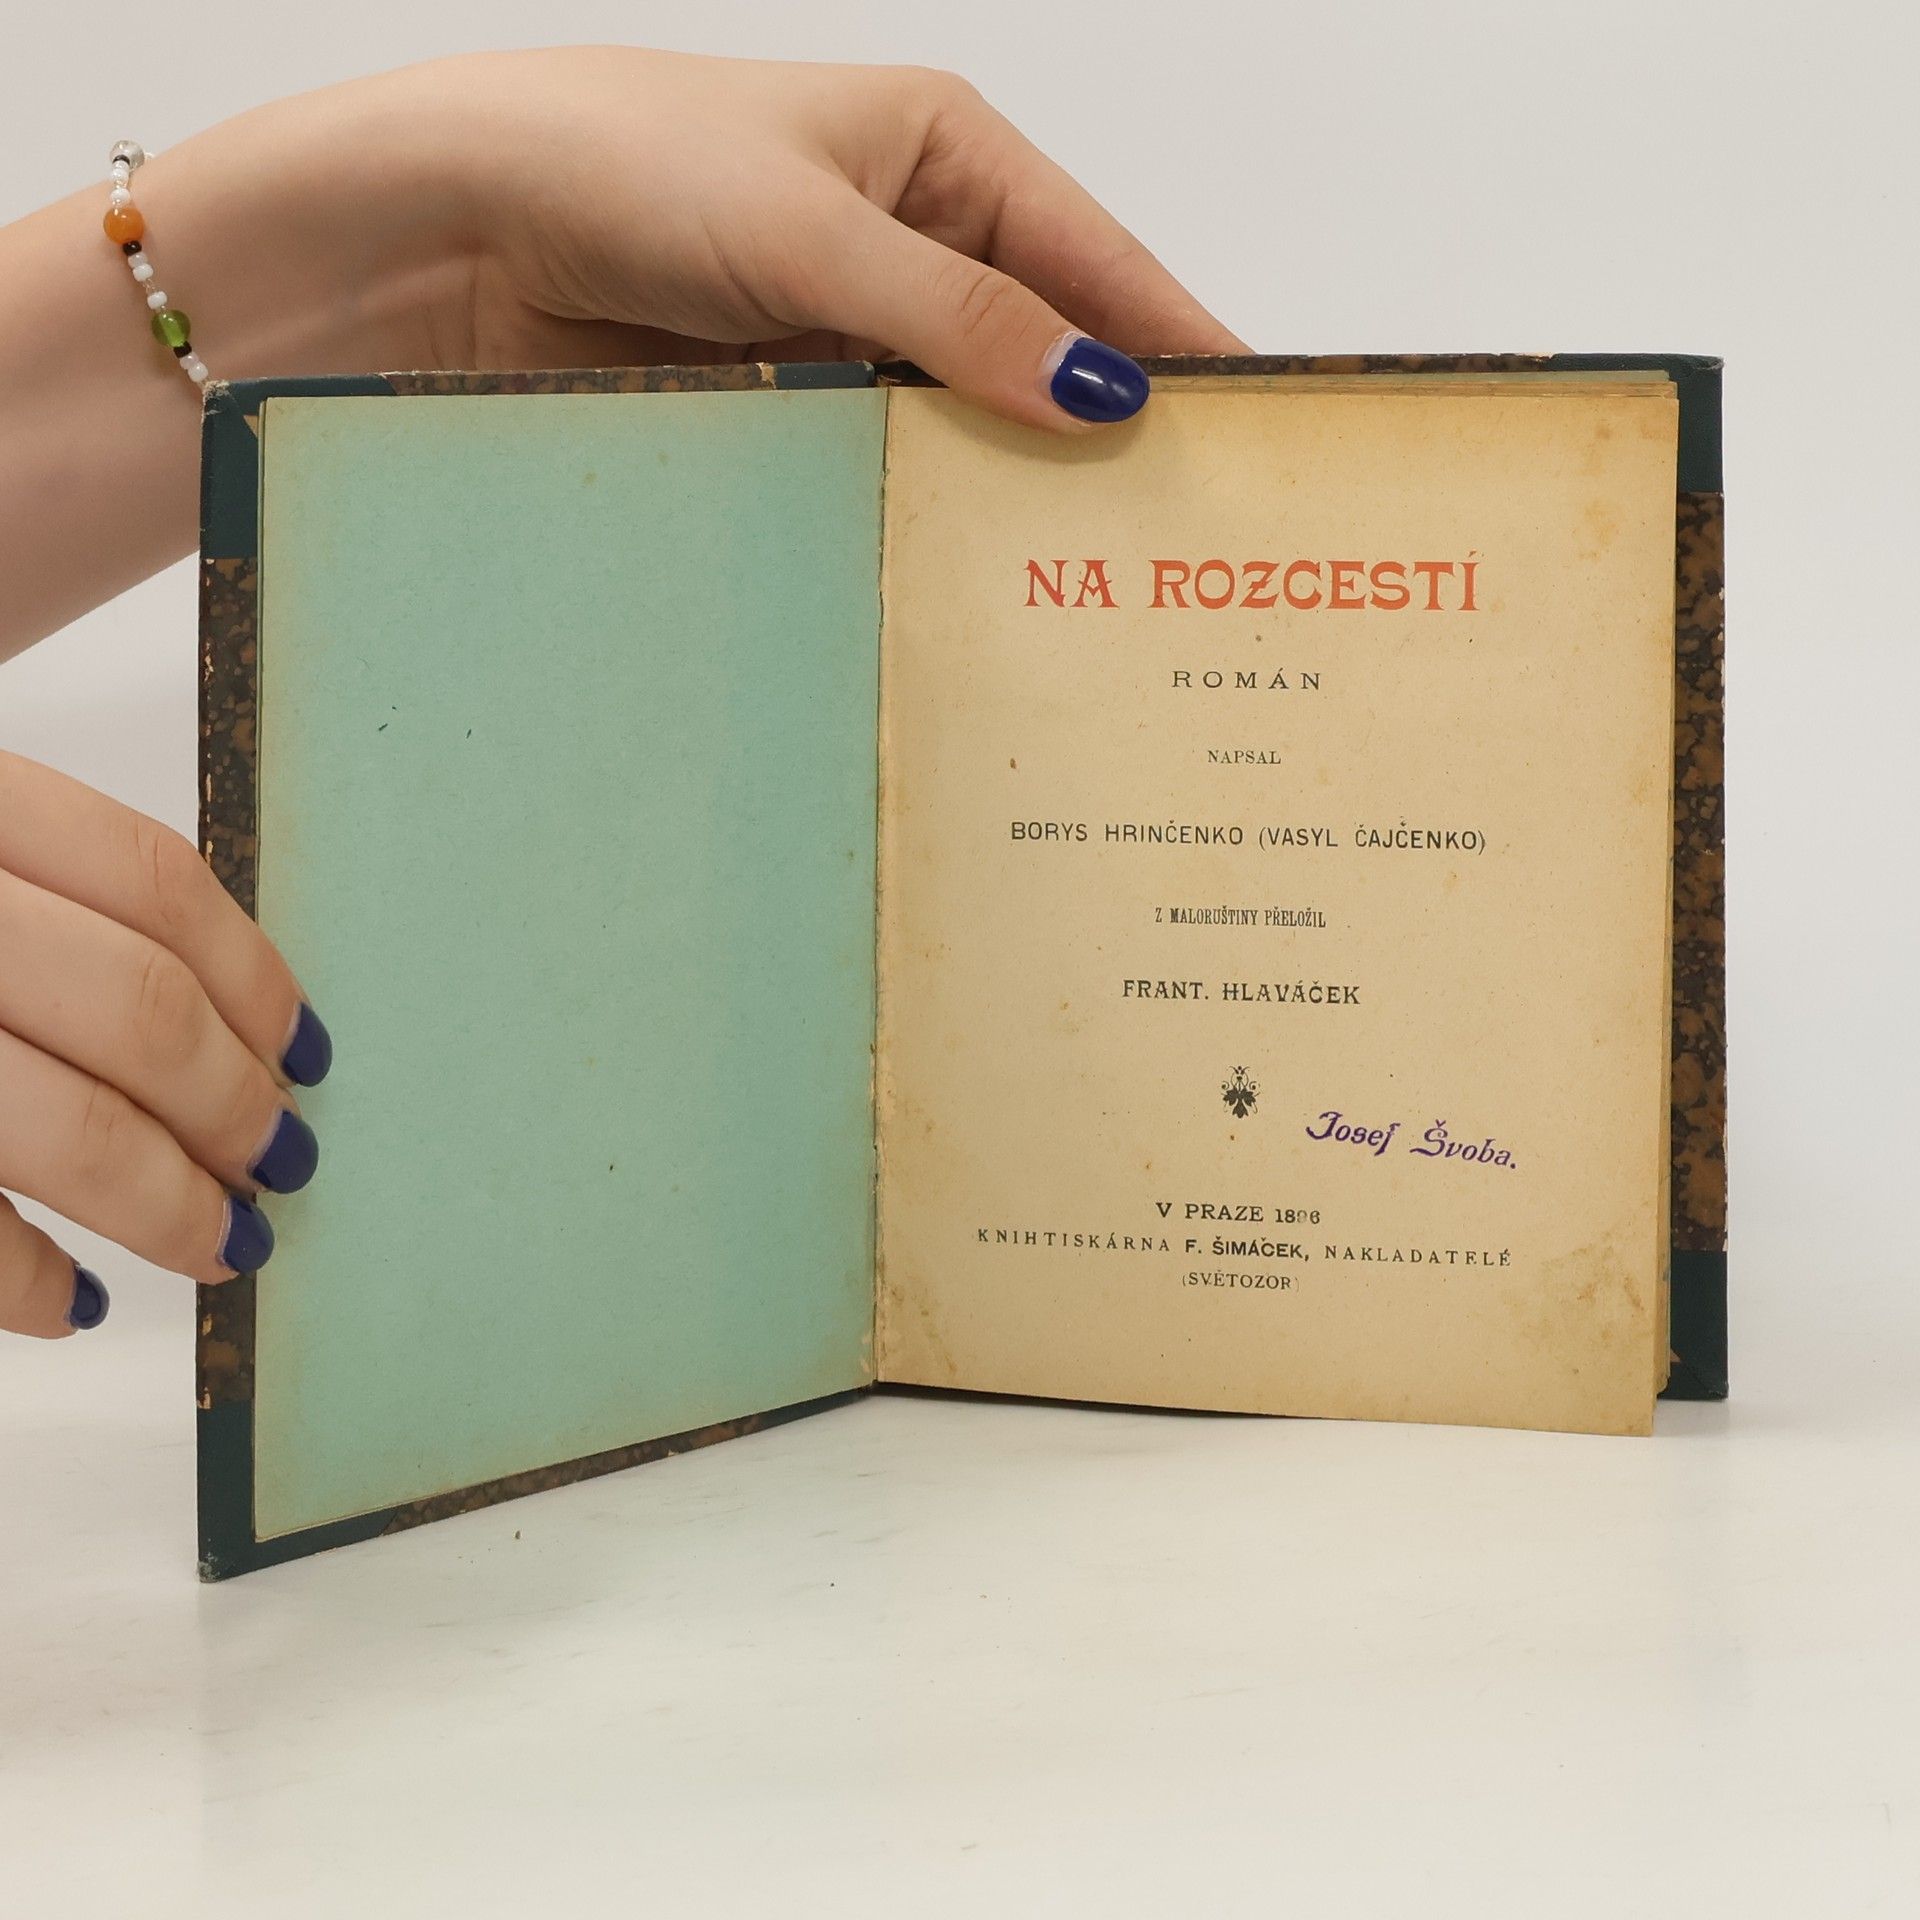 NA ROZCESTÍ
ROMÁN
NAPSAL
BORYS HRINČENKO (VASYL ČAJČENKO)
Z MALORUŠTINY PŘELOŽIL
FRANT. HLAVÁČEK
Josef Švoba.
V PRAZE 1896
KNIHTISKÁRNA F. ŠIMÁČEK, NAKLADATELÉ
(SVĚTOZOR)